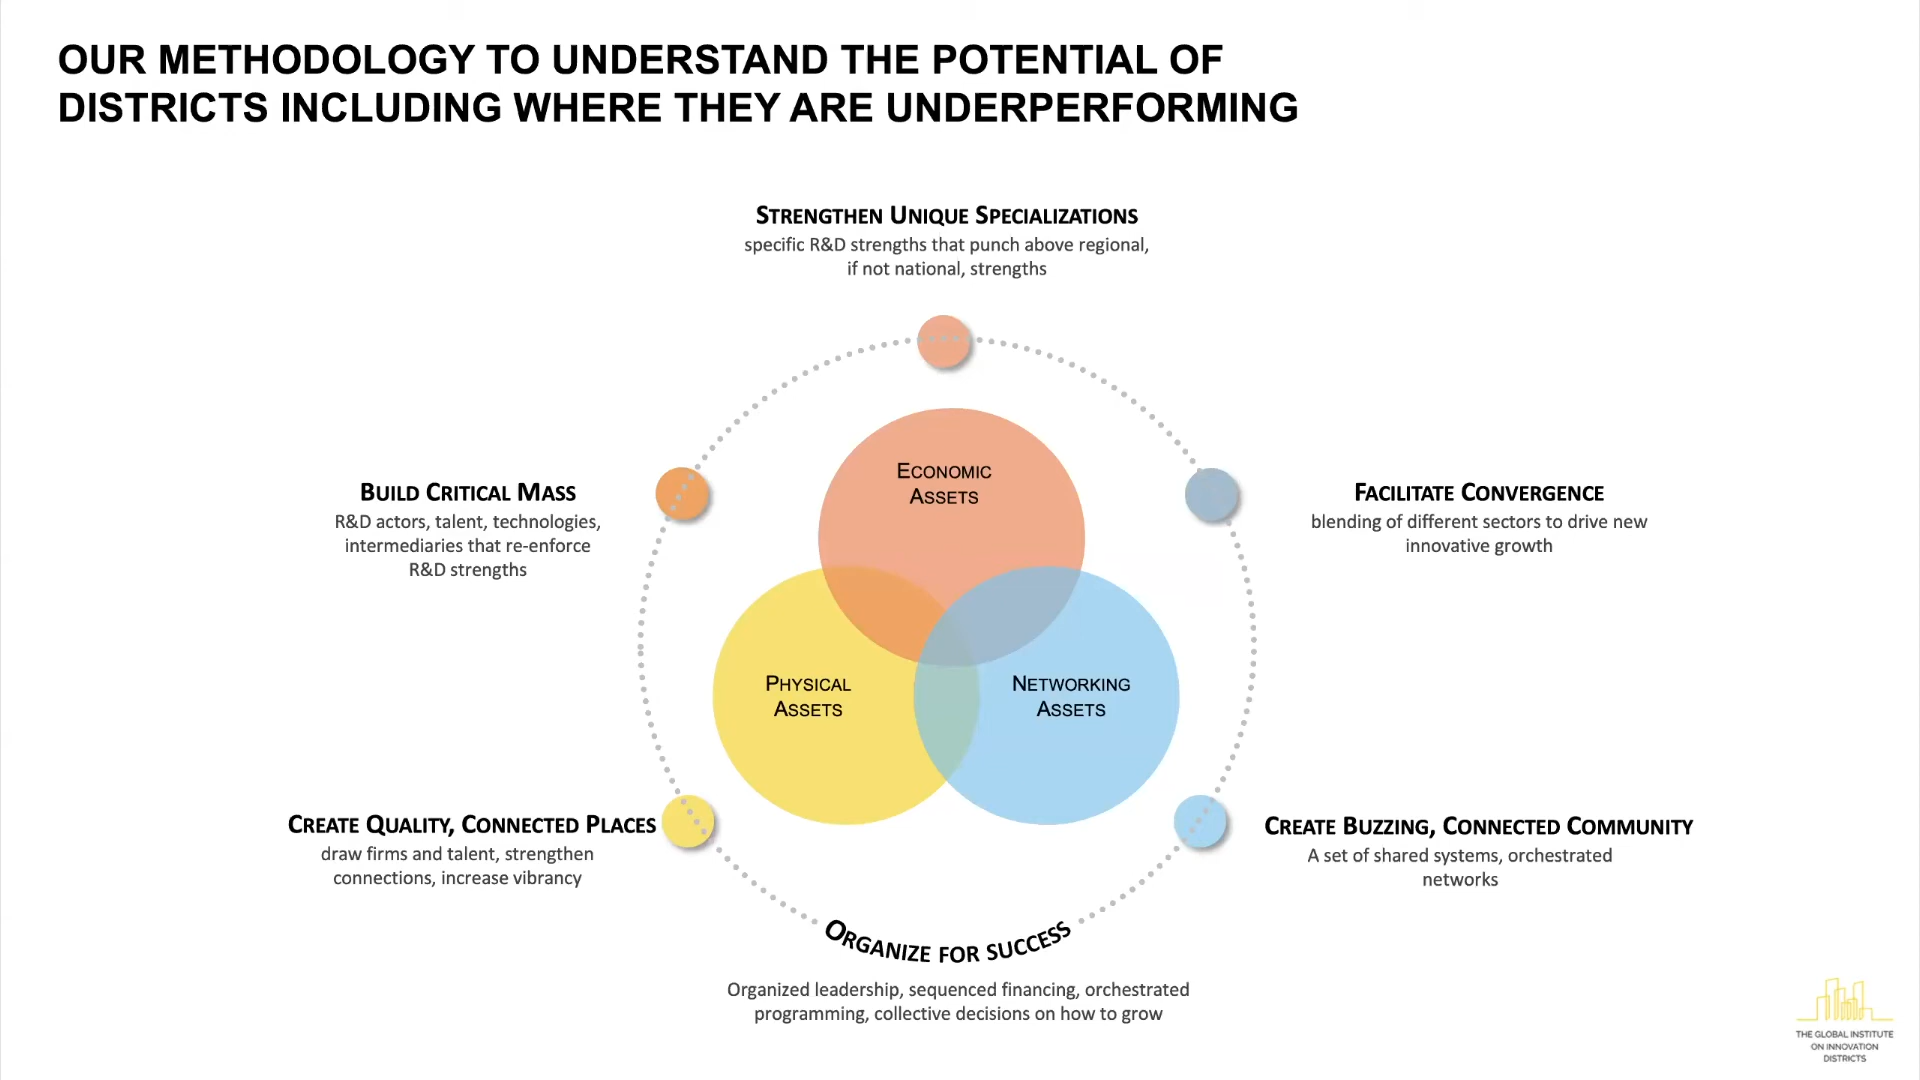 OUR METHODOLOGY TO UNDERSTAND THE POTENTIAL OF
DISTRICTS INCLUDING WHERE THEY ARE UNDERPERFORMING
STRENGTHEN UNIQUE SPECIALIZATIONS
specific R&D strengths that punch above regional,
if not national, strengths
ECONOMIC
ASSETS
BUILD CRITICAL MASS
R&D actors, talent, technologies,
intermediaries that re-enforce
R&D strengths
FACILITATE CONVERGENCE
blending of different sectors to drive new
innovative growth
PHYSICAL
ASSETS
NETWORKING
ASSETS
CREATE QUALITY, CONNECTED PLACES
draw firms and talent, strengthen
connections, increase vibrancy
CREATE BUZZING, CONNECTED COMMUNITY
A set of shared systems, orchestrated
networks
ORGANIZE FOR SUCCESS
Organized leadership, sequenced financing, orchestrated
programming, collective decisions on how to grow
THE GLOBAL INSTITUTE
ON INNOVATION
DISTRICTS